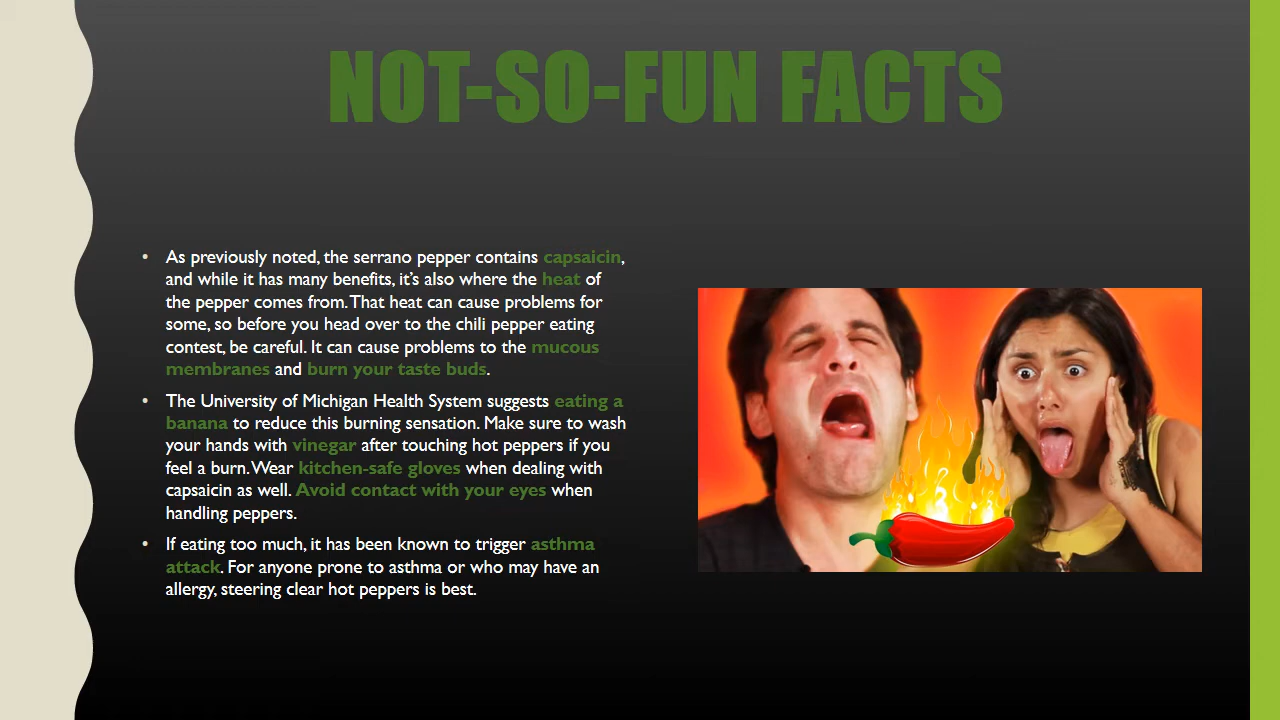 NOT-SO-FUN FACTS
• As previously noted, the serrano pepper contains capsaicin,
and while it has many benefits, it’s also where the heat of
the pepper comes from. That heat can cause problems for
some, so before you head over to the chili pepper eating
contest, be careful. It can cause problems to the mucous
membranes and burn your taste buds.
• The University of Michigan Health System suggests eating a
banana to reduce this burning sensation. Make sure to wash
your hands with vinegar after touching hot peppers if you
feel a burn. Wear kitchen-safe gloves when dealing with
capsaicin as well. Avoid contact with your eyes when
handling peppers.
• If eating too much, it has been known to trigger asthma
attack. For anyone prone to asthma or who may have an
allergy, steering clear hot peppers is best.